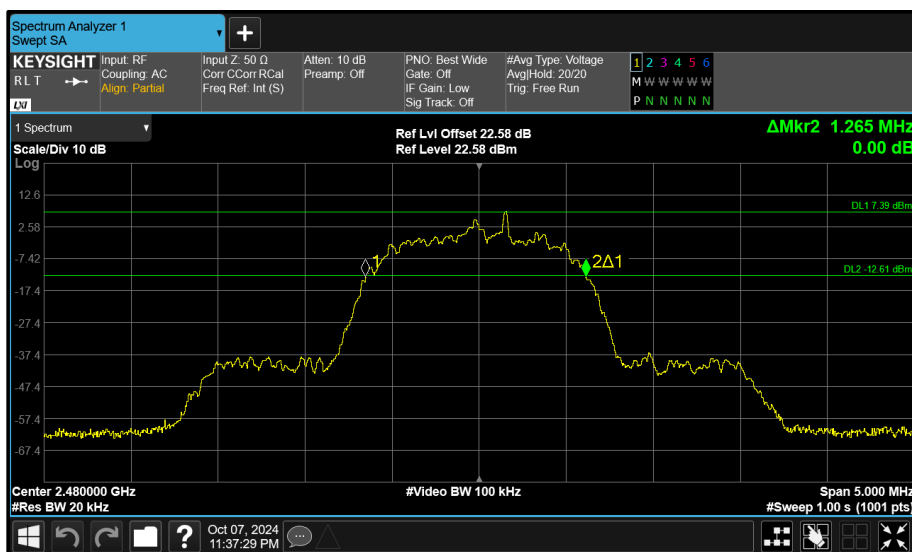 Spectrum Analyzer 1
Swept SA
KEYSIGHT
RLT
LXI
Input: RF
Coupling: AC
Align: Partial
Input Z: 50 Ω
Corr CCorr RCal
Freq Ref: Int (S)
Atten: 10 dB
Preamp: Off
PNO: Best Wide
Gate: Off
IF Gain: Low
Sig Track: Off
#Avg Type: Voltage
Avg|Hold: 20/20
Trig: Free Run
1 2 3 4 5 6
M W W W W W
P N N N N N
1 Spectrum
Scale/Div 10 dB
Ref Lvl Offset 22.58 dB
Ref Level 22.58 dBm
ΔMkr2 1.265 MHz
0.00 dB
Log
12.6
DL1 7.39 dBm
2.58
-7.42
1
2Δ1
DL2 -12.61 dBm
-17.4
-27.4
-37.4
-47.4
-57.4
-67.4
Center 2.480000 GHz
#Video BW 100 kHz
Span 5.000 MHz
#Res BW 20 kHz
#Sweep 1.00 s (1001 pts)
?
Oct 07, 2024
11:37:29 PM